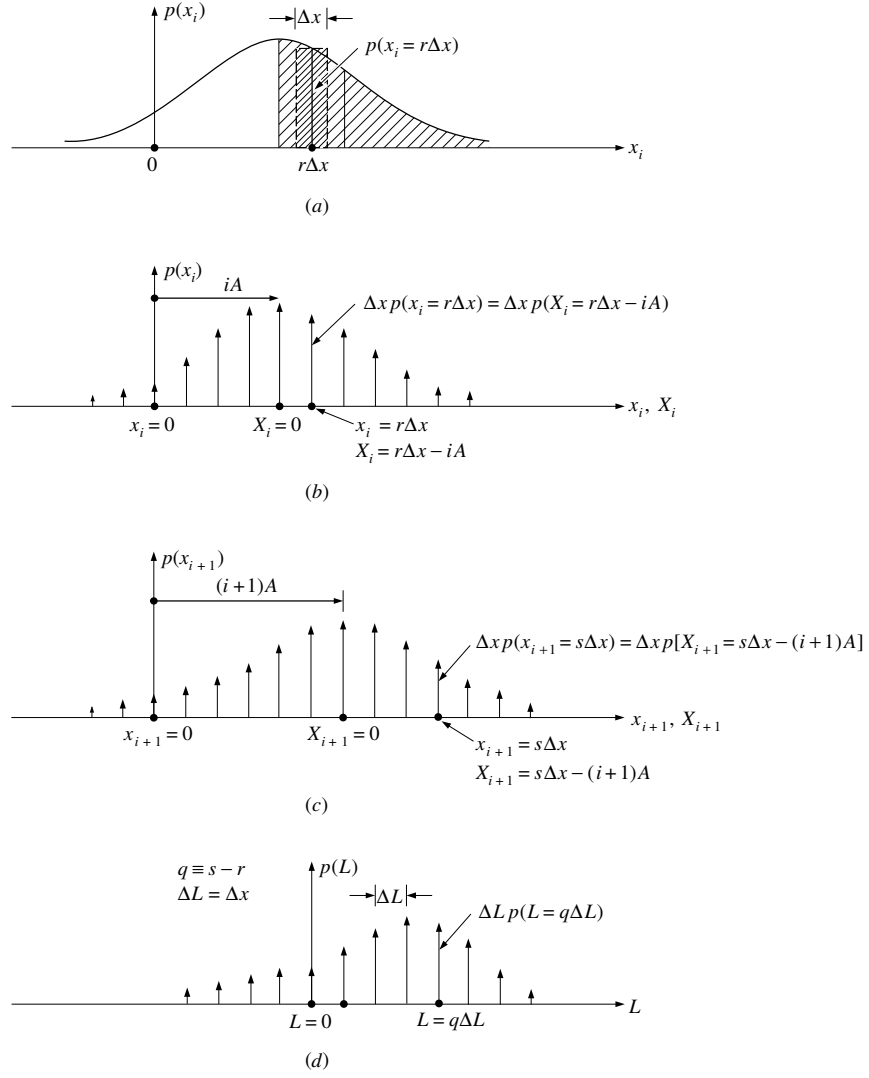 p(x_i)
Δx
p(x_i = rΔx)
x_i
0
rΔx
(a)
p(x_i)
iA
Δx p(x_i = rΔx) = Δx p(X_i = rΔx − iA)
x_i, X_i
x_i = 0
X_i = 0
x_i = rΔx
X_i = rΔx − iA
(b)
p(x_{i+1})
(i+1)A
Δx p(x_{i+1} = sΔx) = Δx p[X_{i+1} = sΔx − (i+1)A]
x_{i+1}, X_{i+1}
x_{i+1} = 0
X_{i+1} = 0
x_{i+1} = sΔx
X_{i+1} = sΔx − (i+1)A
(c)
q ≡ s − r
ΔL = Δx
p(L)
ΔL
ΔL p(L = qΔL)
L
L = 0
L = qΔL
(d)